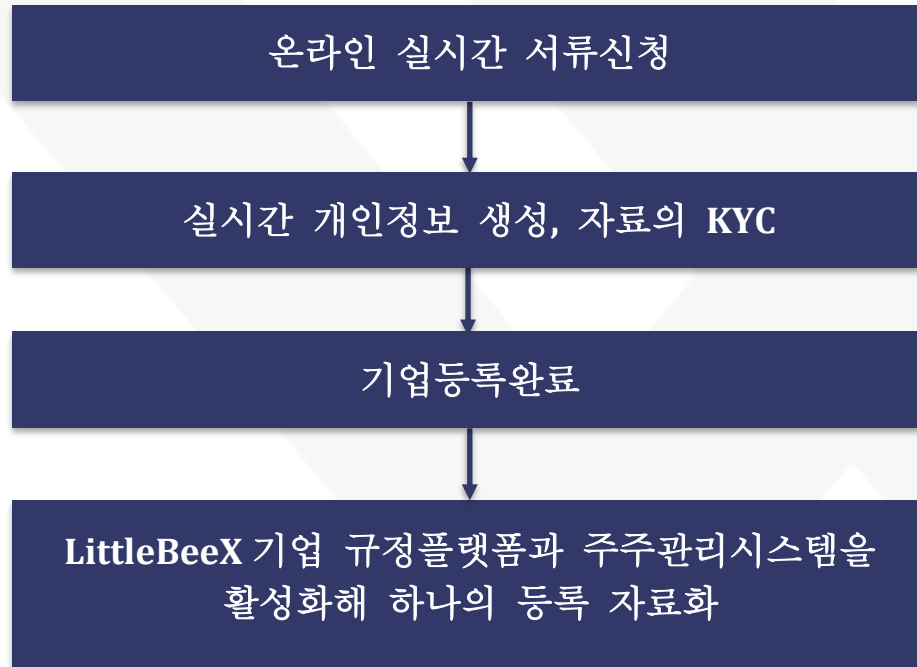 온라인 실시간 서류신청
실시간 개인정보 생성, 자료의 KYC
기업등록완료
LittleBeeX 기업 규정플랫폼과 주주관리시스템을
활성화해 하나의 등록 자료화